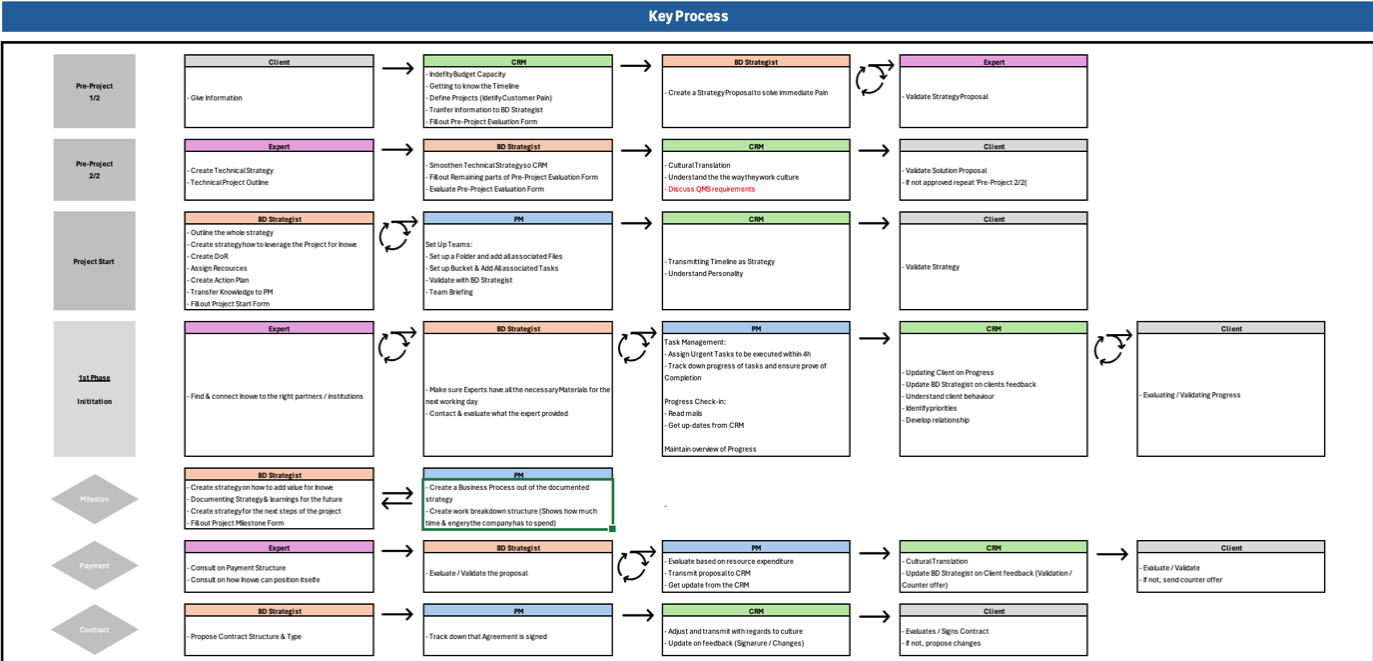 Key Process
Pre-Project
1/2
Client
- Give Information
CRM
- Indefity Budget Capacity
- Getting to know the Timeline
- Define Projects (Idetify Customer Pain)
- Tranfer information to BD Strategist
- Fill out Pre-Project Evaluation Form
BD Strategist
- Create a Strategy Proposal to solve immediate Pain
Expert
- Validate Strategy Proposal
Pre-Project
2/2
Expert
- Create Technical Strategy
- Technical Project Outline
BD Strategist
- Smoothen Technical Strategy so CRM
- Fill out Remaining parts of Pre-Project Evaluation Form
- Evaluate Pre-Project Evaluation Form
CRM
- Cultural Translation
- Understand the the way they work culture
- Discuss QMS requirements
Client
- Validate Solution Proposal
- If not approved repeat 'Pre-Project 2/2(
Project Start
BD Strategist
- Outline the whole strategy
- Create strategy how to leverage the Project for Inowe
- Create DoR
- Assign Recources
- Create Action Plan
- Transfer Knowledge to PM
- Fill out Project Start Form
PM
Set Up Teams:
- Set up a Folder and add all associated Files
- Set up Bucket & Add All associated Tasks
- Validate with BD Strategist
- Team Briefing
CRM
- Transmitting Timeline as Strategy
- Understand Personality
Client
- Validate Strategy
1st Phase
Inititation
Expert
- Find & connect Inowe to the right partners / institutions
BD Strategist
- Make sure Experts have all the necessary Materials for the
next working day
- Contact & evaluate what the expert provided
PM
Task Management:
- Assign Urgent Tasks to be executed within 4h
- Track down progress of tasks and ensure prove of
Completion
Progress Check-in:
- Read mails
- Get up-dates from CRM
Maintain overview of Progress
CRM
- Updating Client on Progress
- Update BD Strategist on clients feedback
- Understand client behaviour
- Identify priorities
- Develop relationship
Client
- Evaluating / Validating Progress
Mileston
BD Strategist
- Create strategy on how to add value for Inowe
- Documenting Strategy & learnings for the future
- Create strategy for the next steps of the project
- Fill out Project Milestone Form
PM
- Create a Business Process out of the documented
strategy
- Create work breakdown structure (Shows how much
time & engery the company has to spend)
-
Payment
Expert
- Consult on Payment Structure
- Consult on how Inowe can position itselfe
BD Strategist
- Evaluate / Validate the proposal
PM
- Evaluate based on resource expenditure
- Transmit proposal to CRM
- Get update from the CRM
CRM
- Cultural Translation
- Update BD Strategist on Client feedback (Validation /
Counter offer)
Client
- Evaluate / Validate
- If not, send counter offer
Contract
BD Strategist
- Propose Contract Structure & Type
PM
- Track down that Agreement is signed
CRM
- Adjust and transmit with regards to culture
- Update on feedback (Signarure / Changes)
Client
- Evaluates / Signs Contract
- If not, propose changes